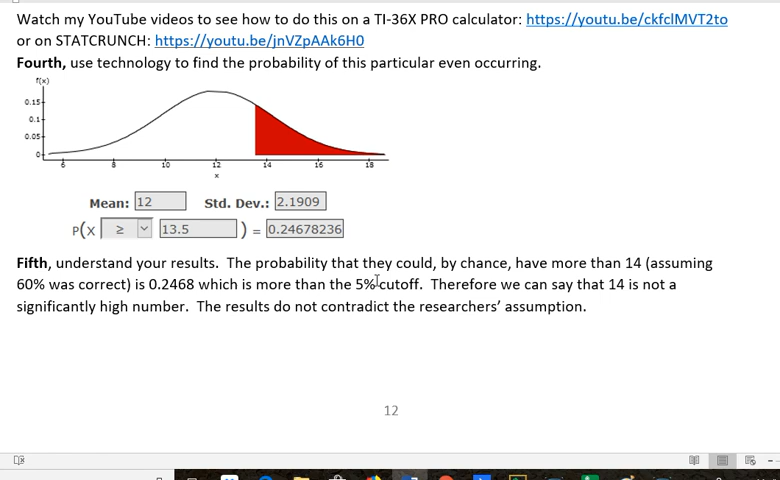 Watch my YouTube videos to see how to do this on a TI-36X PRO calculator: https://youtu.be/ckfclMVT2to
or on STATCRUNCH: https://youtu.be/jnVZpAAk6H0
Fourth, use technology to find the probability of this particular even occurring.
f(x)
0.15
0.1
0.05
0
6 8 10 12 14 16 18
x
Mean: 12 Std. Dev.: 2.1909
P(X ≥ 13.5 ) = 0.24678236
Fifth, understand your results. The probability that they could, by chance, have more than 14 (assuming
60% was correct) is 0.2468 which is more than the 5% cutoff. Therefore we can say that 14 is not a
significantly high number. The results do not contradict the researchers’ assumption.
12